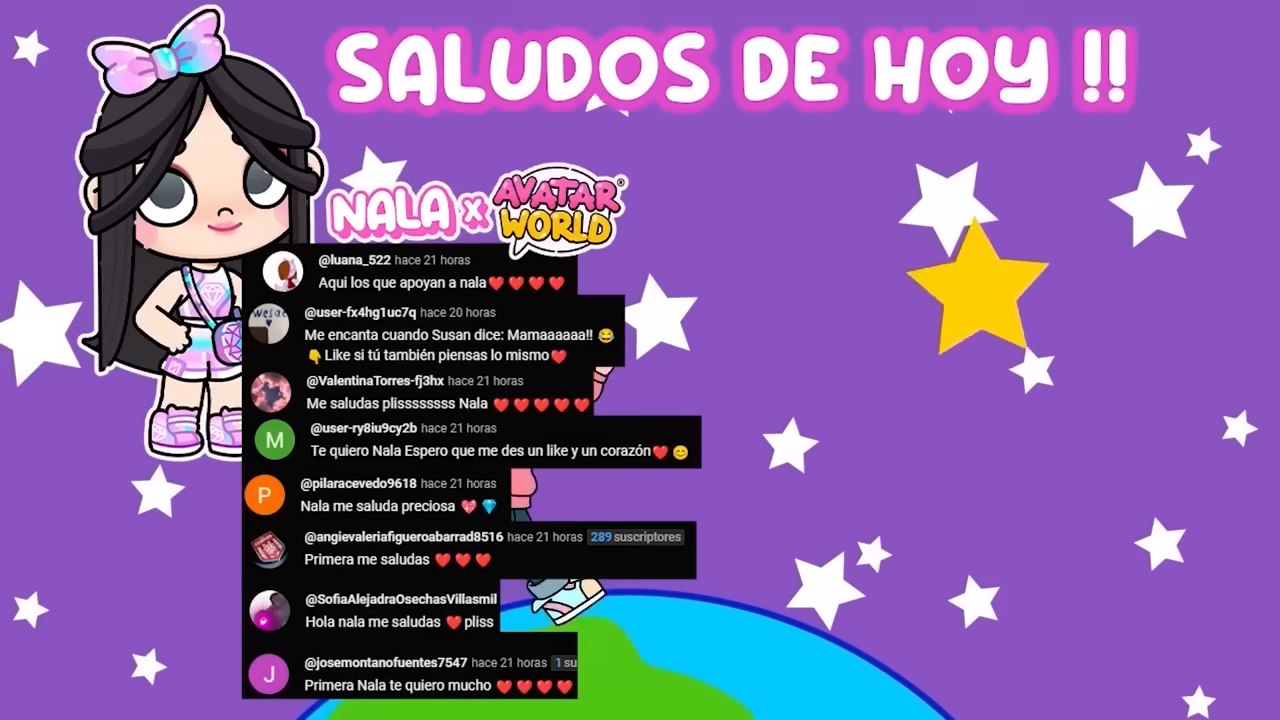 SALUDOS DE HOY !!
NALA x AVATAR WORLD®
@luana_522 hace 21 horas
Aqui los que apoyan a nala❤️❤️❤️❤️
wesac
@user-fx4hg1uc7q hace 20 horas
Me encanta cuando Susan dice: Mamaaaaaa!! 😂
👇Like si tú también piensas lo mismo❤️
@ValentinaTorres-fj3hx hace 21 horas
Me saludas plissssssss Nala ❤️❤️❤️❤️❤️
M
@user-ry8iu9cy2b hace 21 horas
Te quiero Nala Espero que me des un like y un corazón❤️😊
P
@pilaracevedo9618 hace 21 horas
Nala me saluda preciosa 💖💎
@angievaleriafigueroabarrad8516 hace 21 horas 289 suscriptores
Primera me saludas ❤️❤️❤️
@SofiaAlejadraOsechasVillasmil
Hola nala me saludas ❤️pliss
J
@josemontanofuentes7547 hace 21 horas 1 su
Primera Nala te quiero mucho ❤️❤️❤️❤️